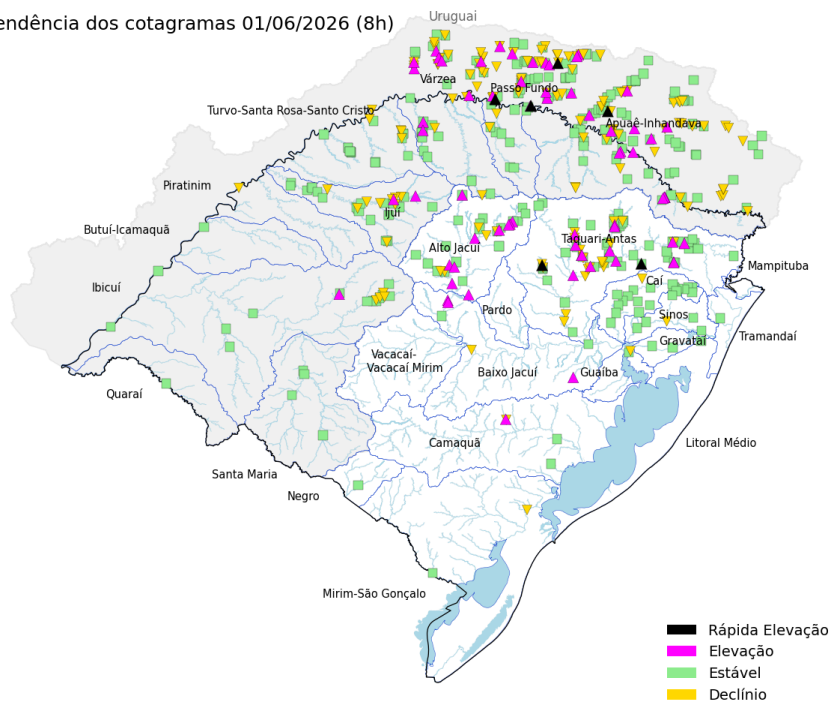 endência dos cotagramas 01/06/2026 (8h)
Uruguai
Várzea
Passo Fundo
Turvo-Santa Rosa-Santo Cristo
Apuaê-Inhandava
Piratinim
Ijuí
Butuí-Icamaquã
Alto Jacuí
Taquari-Antas
Mampituba
Ibicuí
Caí
Pardo
Sinos
Gravataí
Tramandaí
Vacacaí-
Vacacaí Mirim
Baixo Jacuí
Guaíba
Quaraí
Camaquã
Litoral Médio
Santa Maria
Negro
Mirim-São Gonçalo
Rápida Elevação
Elevação
Estável
Declínio